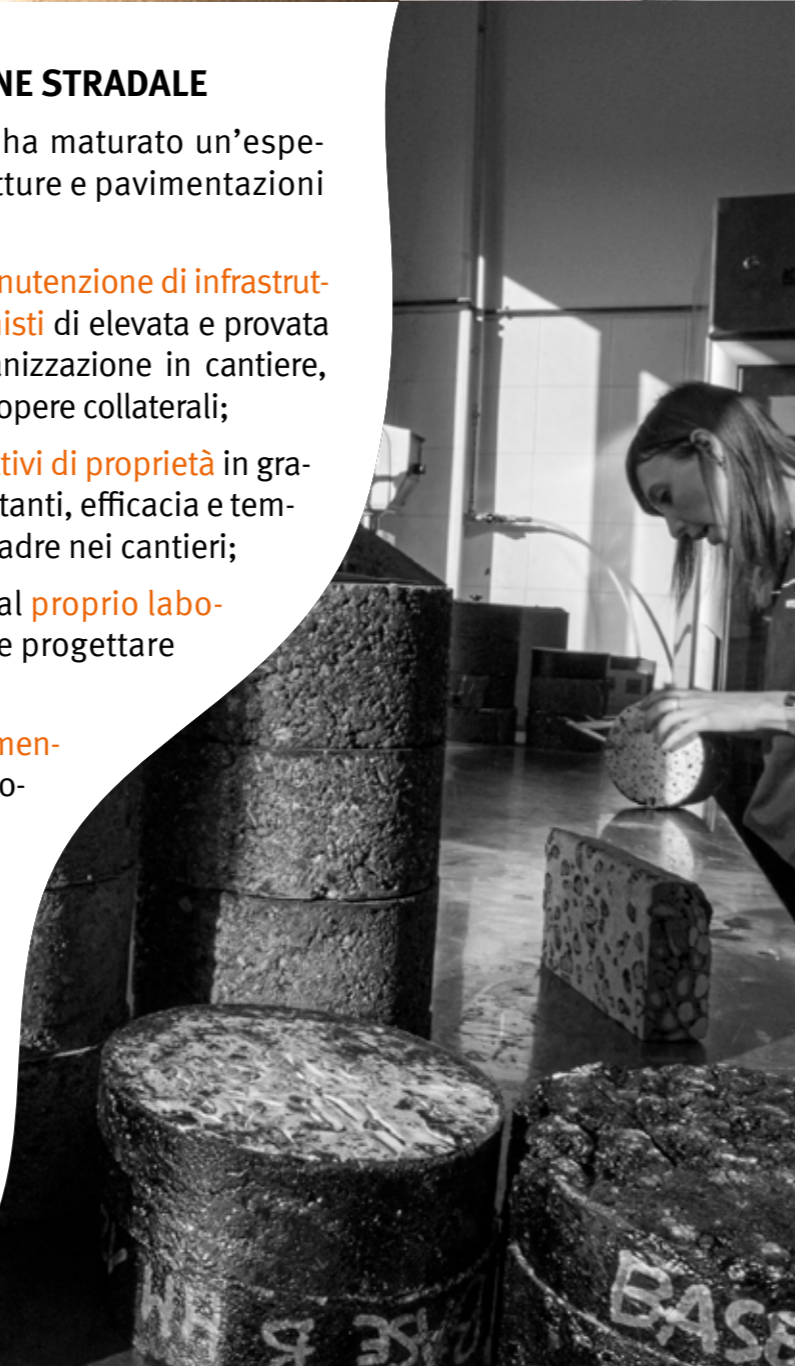 NE STRADALE
ha maturato un’espe-
tture e pavimentazioni
nutenzione di infrastrut-
isti di elevata e provata
nizzazione in cantiere,
opere collaterali;
tivi di proprietà in gra-
tanti, efficacia e tem-
adre nei cantieri;
al proprio labo-
e progettare
men-
o-
BASE